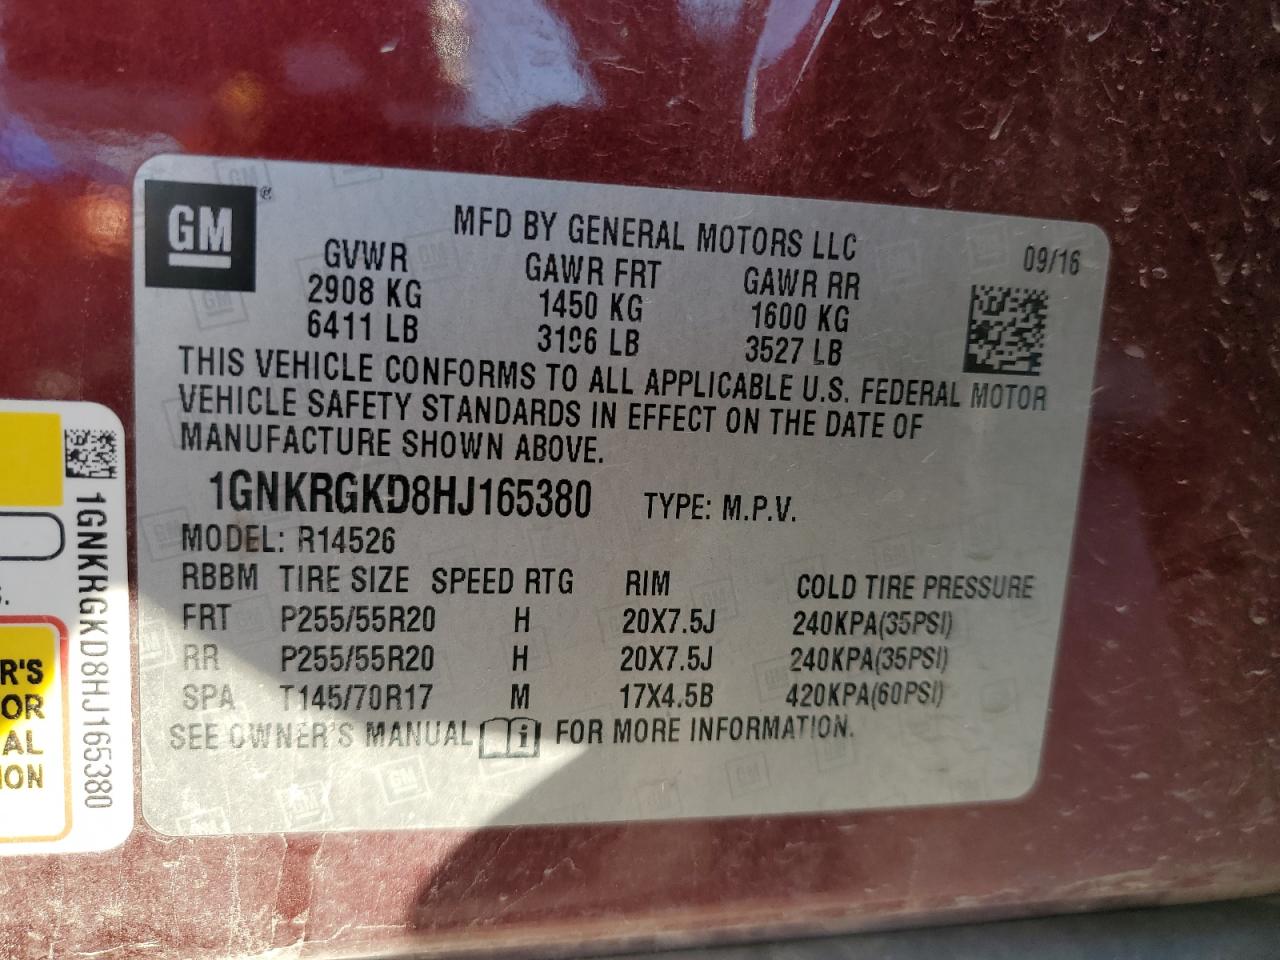 GM®
MFD BY GENERAL MOTORS LLC
09/16
GVWR GAWR FRT GAWR RR
2908 KG 1450 KG 1600 KG
6411 LB 3196 LB 3527 LB
THIS VEHICLE CONFORMS TO ALL APPLICABLE U.S. FEDERAL MOTOR
VEHICLE SAFETY STANDARDS IN EFFECT ON THE DATE OF
MANUFACTURE SHOWN ABOVE.
1GNKRGKD8HJ165380 TYPE: M.P.V.
MODEL: R14526
RBBM TIRE SIZE SPEED RTG RIM COLD TIRE PRESSURE
FRT P255/55R20 H 20X7.5J 240KPA(35PSI)
RR P255/55R20 H 20X7.5J 240KPA(35PSI)
SPA T145/70R17 M 17X4.5B 420KPA(60PSI)
SEE OWNER'S MANUAL i FOR MORE INFORMATION.
1GNKRGKD8HJ165380
R'S
OR
AL
ION